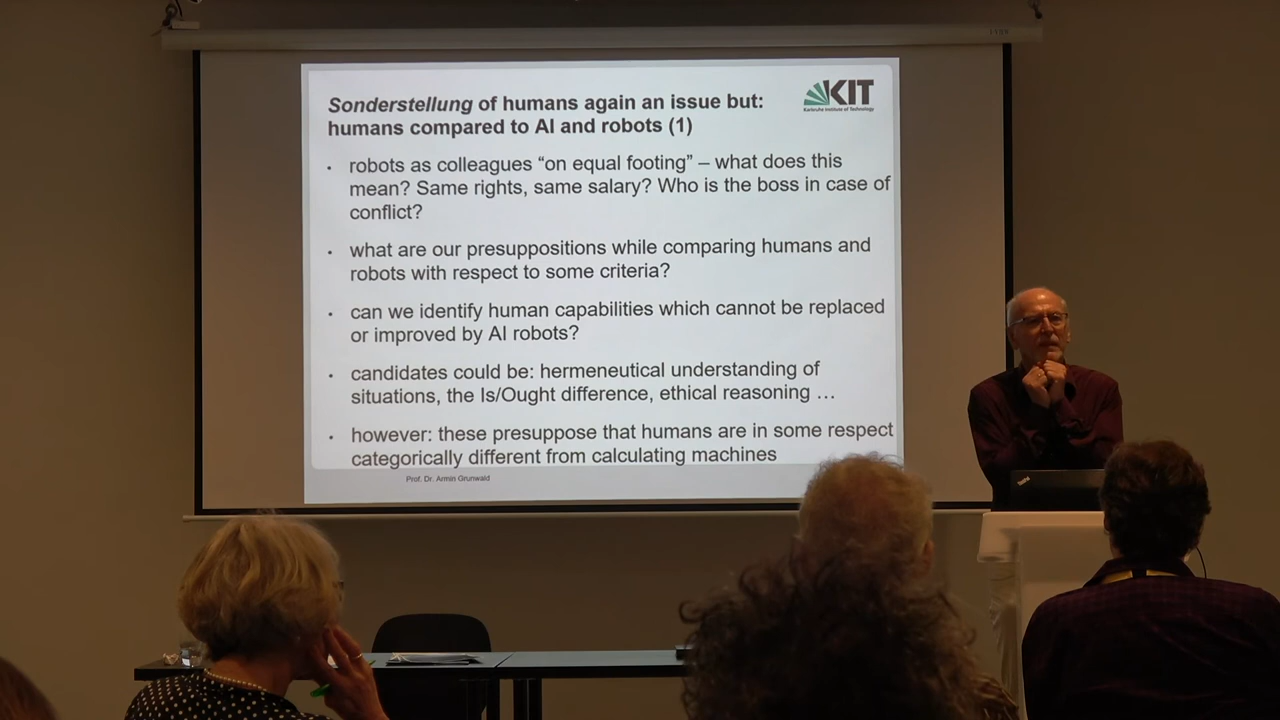 Sonderstellung of humans again an issue but:
humans compared to AI and robots (1)
KIT
Karlsruhe Institute of Technology
• robots as colleagues “on equal footing” – what does this
mean? Same rights, same salary? Who is the boss in case of
conflict?
• what are our presuppositions while comparing humans and
robots with respect to some criteria?
• can we identify human capabilities which cannot be replaced
or improved by AI robots?
• candidates could be: hermeneutical understanding of
situations, the Is/Ought difference, ethical reasoning …
• however: these presuppose that humans are in some respect
categorically different from calculating machines
Prof. Dr. Armin Grunwald